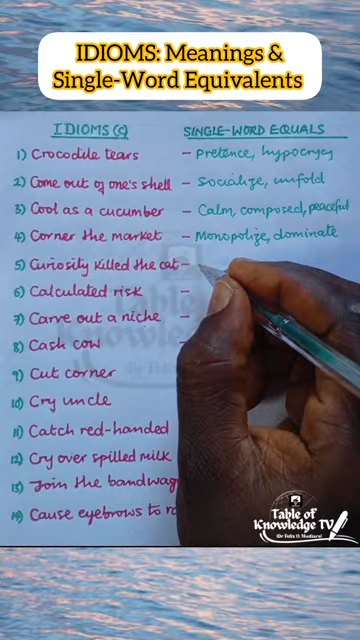 IDIOMS: Meanings &
Single-Word Equivalents
IDIOMS (C) SINGLE-WORD EQUALS
1) Crocodile tears – Pretence, hypocrycy
2) Come out of one's shell – Socialize, unfold
3) Cool as a cucumber – Calm, composed, peaceful
4) Corner the market – Monopolize, dominate
5) Curiosity killed the cat –
6) Calculated risk –
7) Carve out a niche –
8) Cash cow –
9) Cut corner
10) Cry uncle
11) Catch red-handed
12) Cry over spilled milk
13) Join the bandwag
14) Cause eyebrows to
Table of
Knowledge TV
(Dr Felix O. Madiarai)